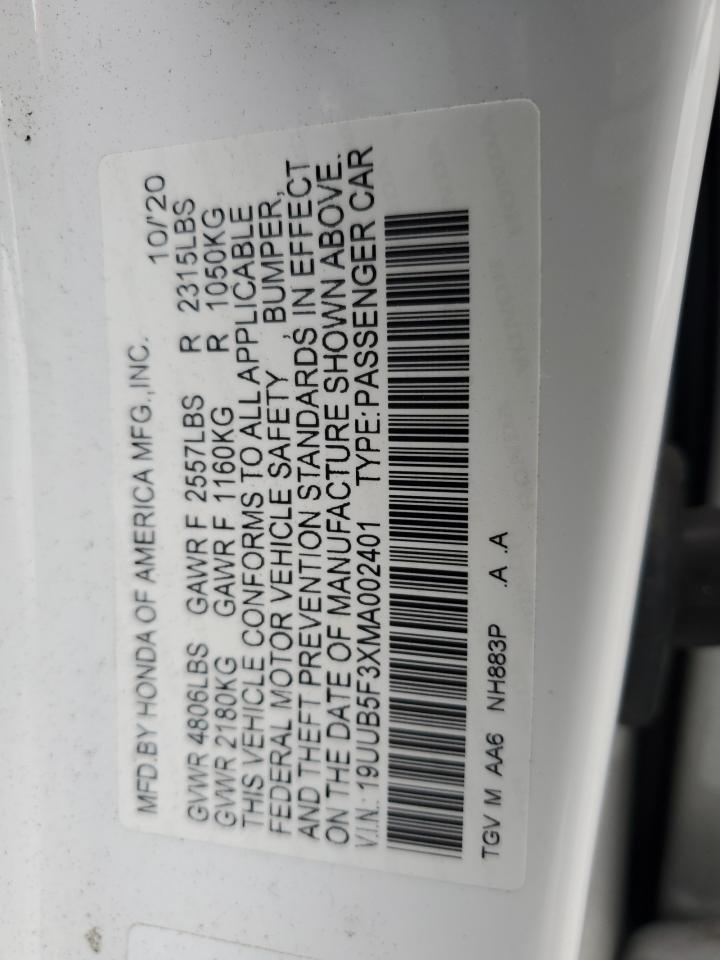 MFD.BY HONDA OF AMERICA MFG.,INC. 10/'20
GVWR 4806LBS GAWR F 2557LBS R 2315LBS
GVWR 2180KG GAWR F 1160KG R 1050KG
THIS VEHICLE CONFORMS TO ALL APPLICABLE
FEDERAL MOTOR VEHICLE SAFETY , BUMPER,
AND THEFT PREVENTION STANDARDS IN EFFECT
ON THE DATE OF MANUFACTURE SHOWN ABOVE.
V.I.N.: 19UUB5F3XMA002401 TYPE:PASSENGER CAR
TGV M AA6 NH883P .A .A